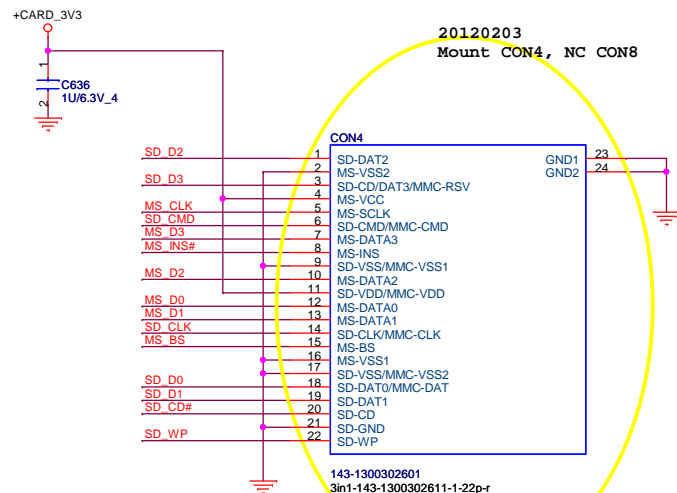 +CARD_3V3
20120203
Mount CON4, NC CON8
1
C636
1U/6.3V_4
2
CON4
SD_D2 1 SD-DAT2 GND1 23
2 MS-VSS2 GND2 24
SD_D3 3 SD-CD/DAT3/MMC-RSV
4 MS-VCC
MS_CLK 5 MS-SCLK
SD_CMD 6 SD-CMD/MMC-CMD
MS_D3 7 MS-DATA3
MS_INS# 8 MS-INS
9 SD-VSS/MMC-VSS1
MS_D2 10 MS-DATA2
11 SD-VDD/MMC-VDD
MS_D0 12 MS-DATA0
MS_D1 13 MS-DATA1
SD_CLK 14 SD-CLK/MMC-CLK
MS_BS 15 MS-BS
16 MS-VSS1
17 SD-VSS/MMC-VSS2
SD_D0 18 SD-DAT0/MMC-DAT
SD_D1 19 SD-DAT1
SD_CD# 20 SD-CD
21 SD-GND
SD_WP 22 SD-WP
143-1300302601
3in1-143-1300302611-1-22p-r